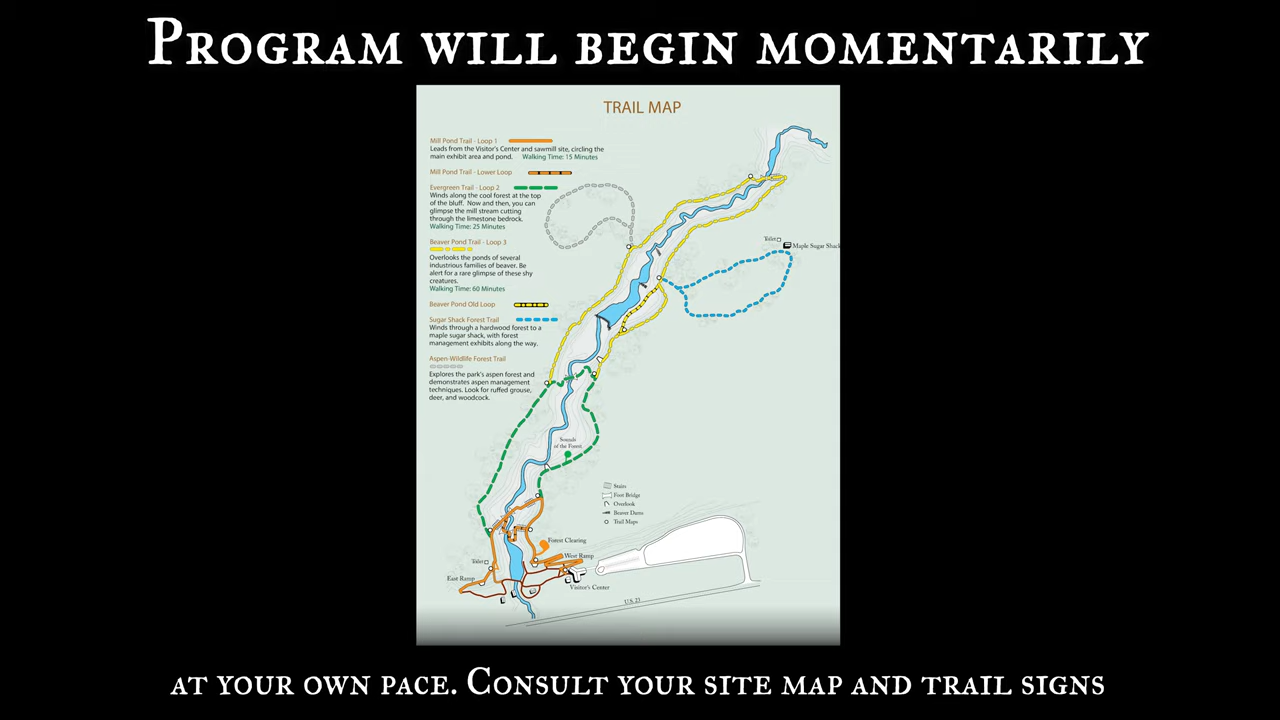 Program will begin momentarily
TRAIL MAP
Mill Pond Trail - Loop 1
Leads from the Visitor's Center and sawmill site, circling the
main exhibit area and pond. Walking Time: 15 Minutes
Mill Pond Trail - Lower Loop
Evergreen Trail - Loop 2
Winds along the cool forest at the top
of the bluff. Now and then, you can
glimpse the mill stream cutting
through the limestone bedrock.
Walking Time: 25 Minutes
Beaver Pond Trail - Loop 3
Overlooks the ponds of several
industrious families of beaver. Be
alert for a rare glimpse of these shy
creatures.
Walking Time: 60 Minutes
Beaver Pond Old Loop
Sugar Shack Forest Trail
Winds through a hardwood forest to a
maple sugar shack, with forest
management exhibits along the way.
Aspen-Wildlife Forest Trail
Explores the park's aspen forest and
demonstrates aspen management
techniques. Look for ruffed grouse,
deer, and woodcock.
Toilet
Maple Sugar Shack
Sounds
of the Forest
Stairs
Foot Bridge
Overlook
Beaver Dams
Trail Maps
Forest Clearing
West Ramp
Toilet
East Ramp
Visitor's Center
U.S. 23
at your own pace. Consult your site map and trail signs